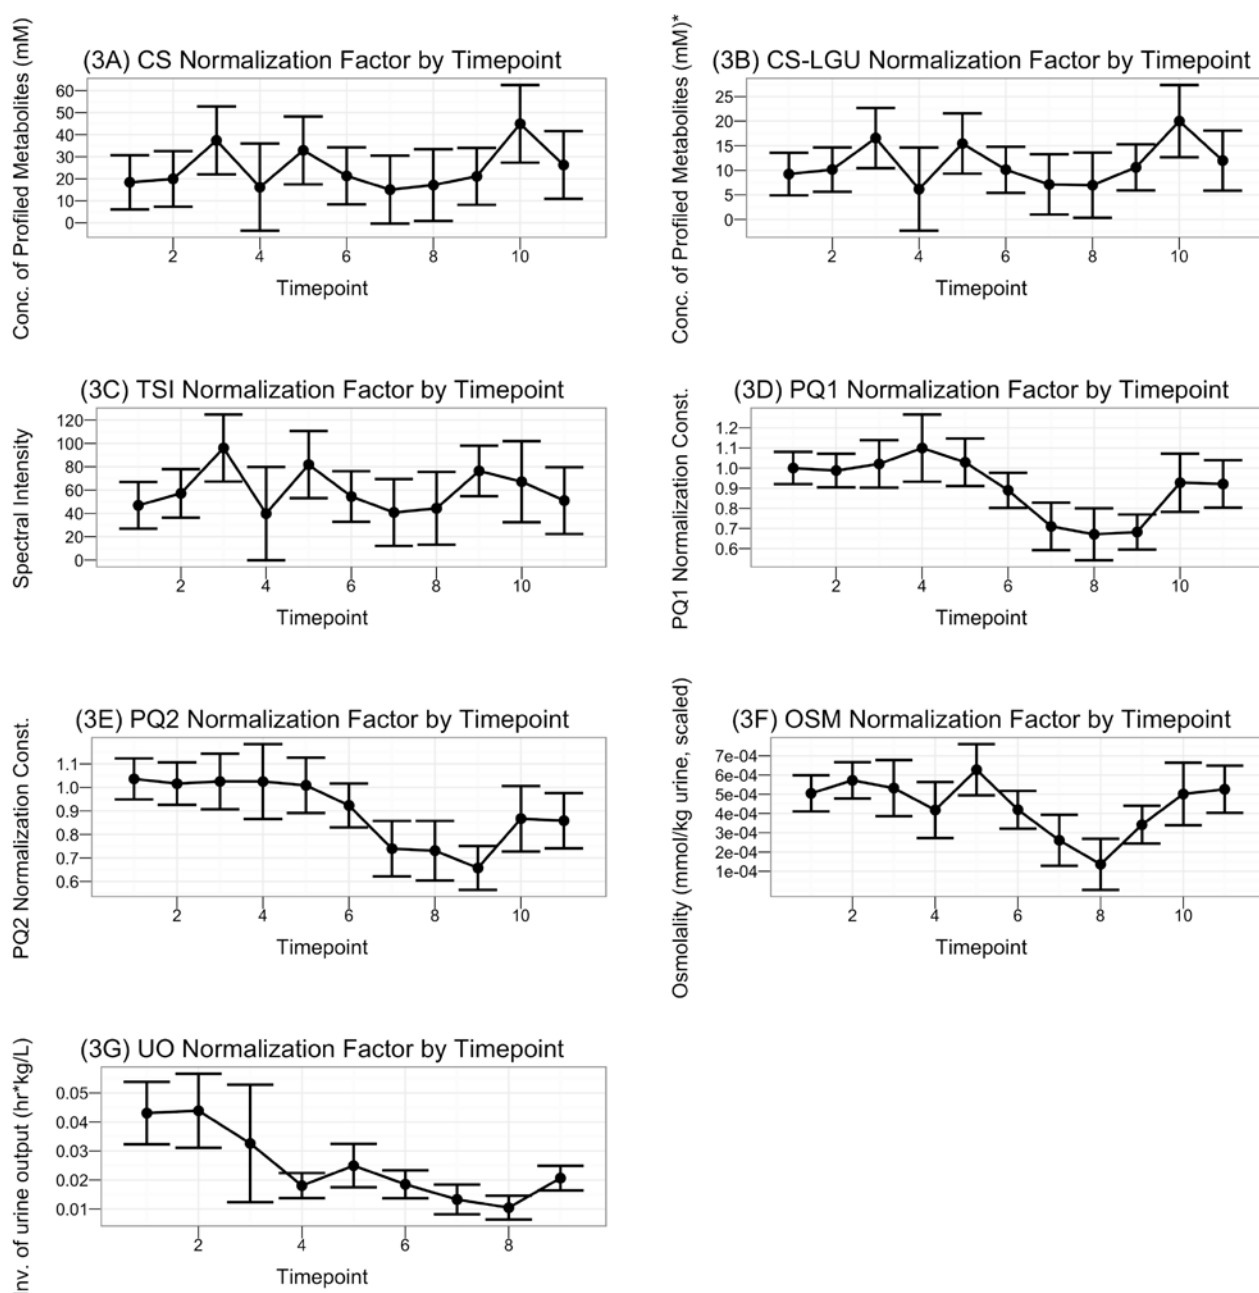 (3A) CS Normalization Factor by Timepoint
Conc. of Profiled Metabolites (mM)
60
50
40
30
20
10
0
2 4 6 8 10
Timepoint
(3B) CS-LGU Normalization Factor by Timepoint
Conc. of Profiled Metabolites (mM)*
25
20
15
10
5
0
2 4 6 8 10
Timepoint
(3C) TSI Normalization Factor by Timepoint
Spectral Intensity
120
100
80
60
40
20
0
2 4 6 8 10
Timepoint
(3D) PQ1 Normalization Factor by Timepoint
PQ1 Normalization Const.
1.2
1.1
1.0
0.9
0.8
0.7
0.6
2 4 6 8 10
Timepoint
(3E) PQ2 Normalization Factor by Timepoint
PQ2 Normalization Const.
1.1
1.0
0.9
0.8
0.7
0.6
2 4 6 8 10
Timepoint
(3F) OSM Normalization Factor by Timepoint
Osmolality (mmol/kg urine, scaled)
7e-04
6e-04
5e-04
4e-04
3e-04
2e-04
1e-04
2 4 6 8 10
Timepoint
(3G) UO Normalization Factor by Timepoint
nv. of urine output (hr*kg/L)
0.05
0.04
0.03
0.02
0.01
2 4 6 8
Timepoint